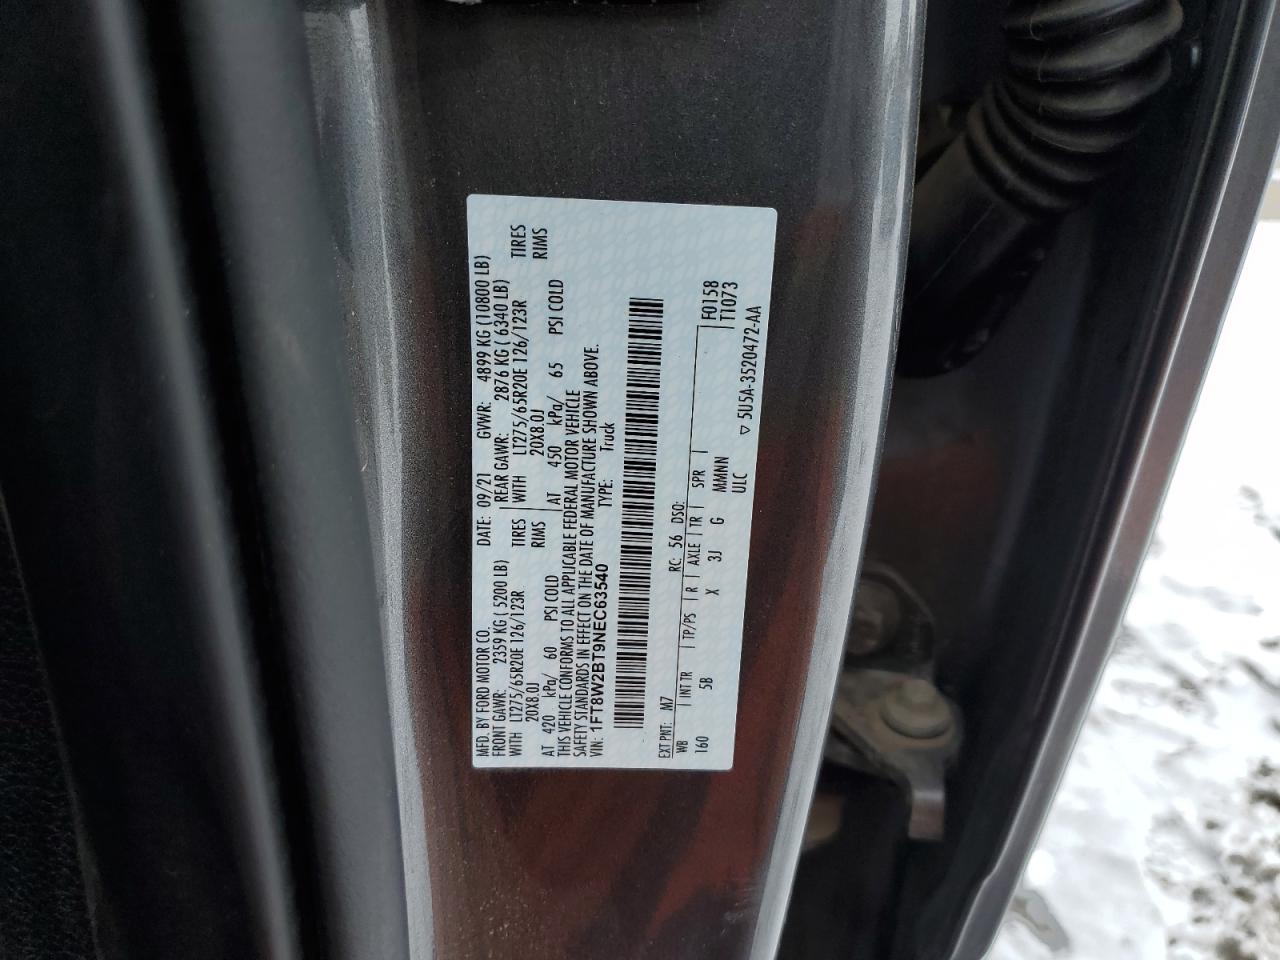 MFD. BY FORD MOTOR CO.
DATE: 09/21 GVWR: 4899 KG (10800 LB)
FRONT GAWR: 2359 KG ( 5200 LB) REAR GAWR: 2876 KG ( 6340 LB)
WITH LT275/65R20E 126/123R TIRES WITH LT275/65R20E 126/123R TIRES
20X8.0J RIMS 20X8.0J RIMS
AT 420 kPa/ 60 PSI COLD AT 450 kPa/ 65 PSI COLD
THIS VEHICLE CONFORMS TO ALL APPLICABLE FEDERAL MOTOR VEHICLE
SAFETY STANDARDS IN EFFECT ON THE DATE OF MANUFACTURE SHOWN ABOVE.
VIN: 1FT8W2BT9NEC63540 TYPE: Truck
EXT PNT: M7 RC: 56 DSO:
WB INT TR TP/PS R AXLE TR SPR F0158
160 5B X 3J G MMNN T1073
ULC ▽ 5U5A-3520472-AA